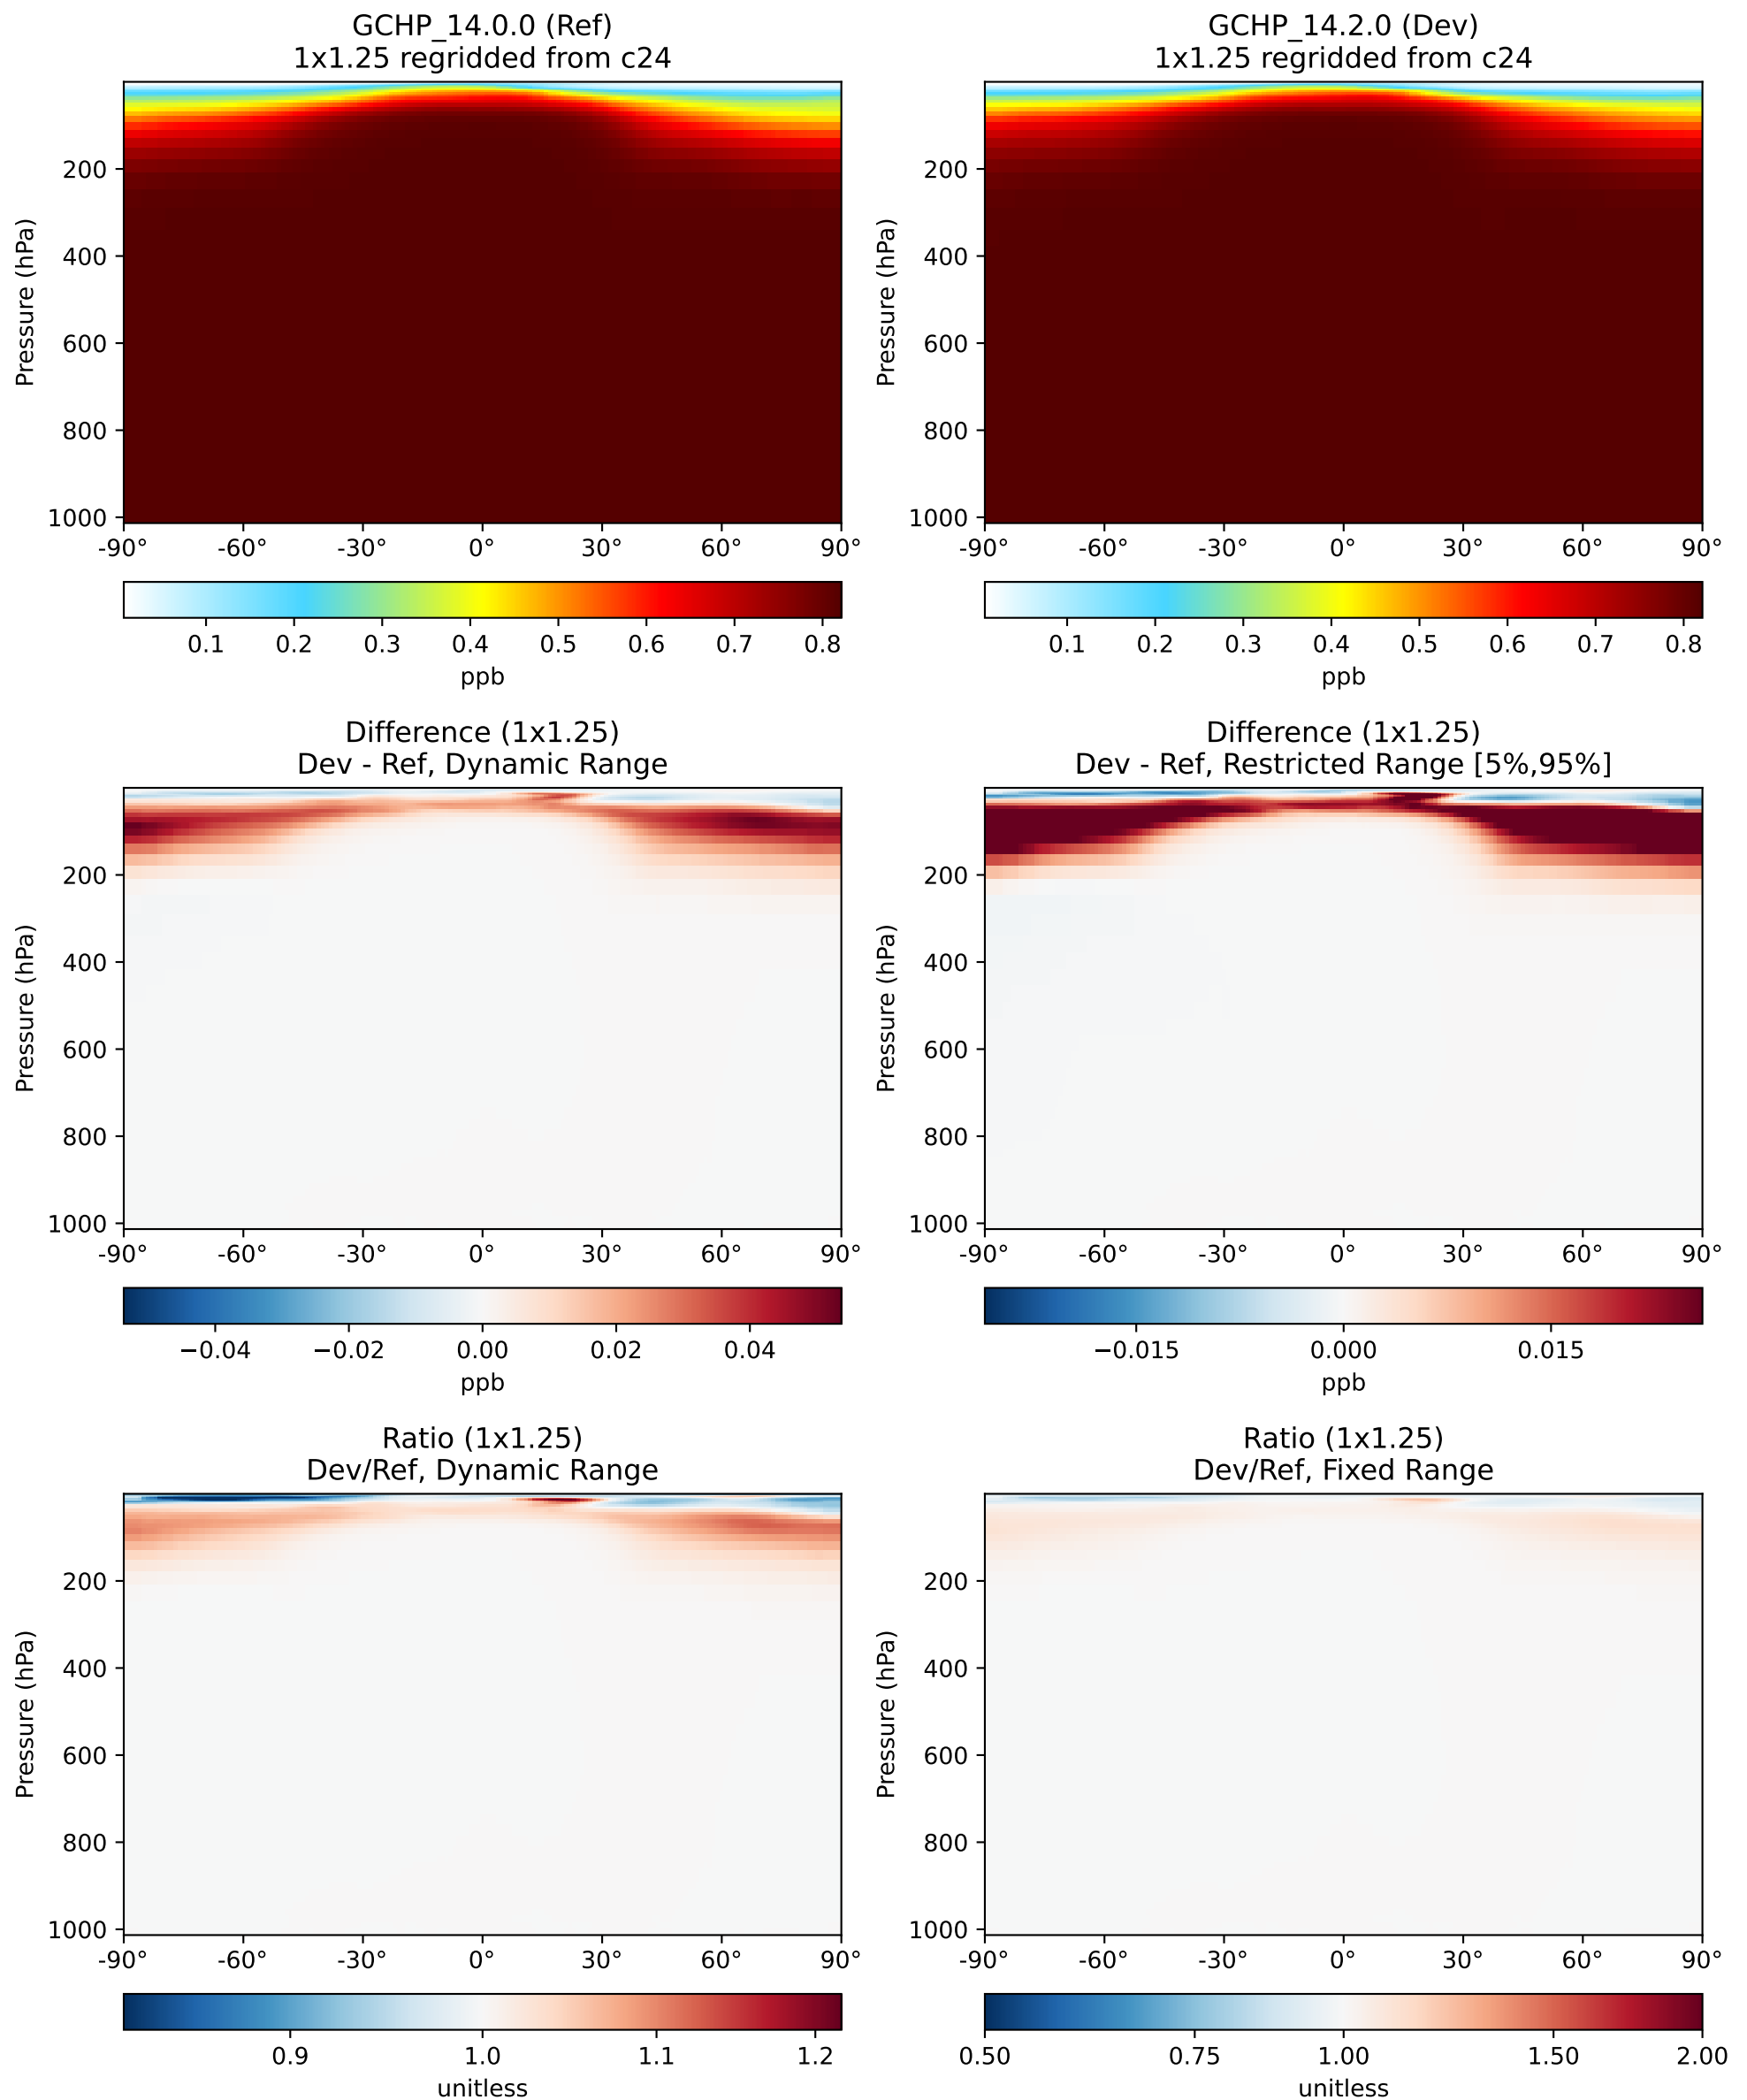 GCHP_14.0.0 (Ref)
1x1.25 regridded from c24
Pressure (hPa)
200
400
600
800
1000
-90° -60° -30° 0° 30° 60° 90°
0.1 0.2 0.3 0.4 0.5 0.6 0.7 0.8
ppb
GCHP_14.2.0 (Dev)
1x1.25 regridded from c24
Pressure (hPa)
200
400
600
800
1000
-90° -60° -30° 0° 30° 60° 90°
0.1 0.2 0.3 0.4 0.5 0.6 0.7 0.8
ppb
Difference (1x1.25)
Dev - Ref, Dynamic Range
Pressure (hPa)
200
400
600
800
1000
-90° -60° -30° 0° 30° 60° 90°
−0.04 −0.02 0.00 0.02 0.04
ppb
Difference (1x1.25)
Dev - Ref, Restricted Range [5%,95%]
Pressure (hPa)
200
400
600
800
1000
-90° -60° -30° 0° 30° 60° 90°
−0.015 0.000 0.015
ppb
Ratio (1x1.25)
Dev/Ref, Dynamic Range
Pressure (hPa)
200
400
600
800
1000
-90° -60° -30° 0° 30° 60° 90°
0.9 1.0 1.1 1.2
unitless
Ratio (1x1.25)
Dev/Ref, Fixed Range
Pressure (hPa)
200
400
600
800
1000
-90° -60° -30° 0° 30° 60° 90°
0.50 0.75 1.00 1.50 2.00
unitless